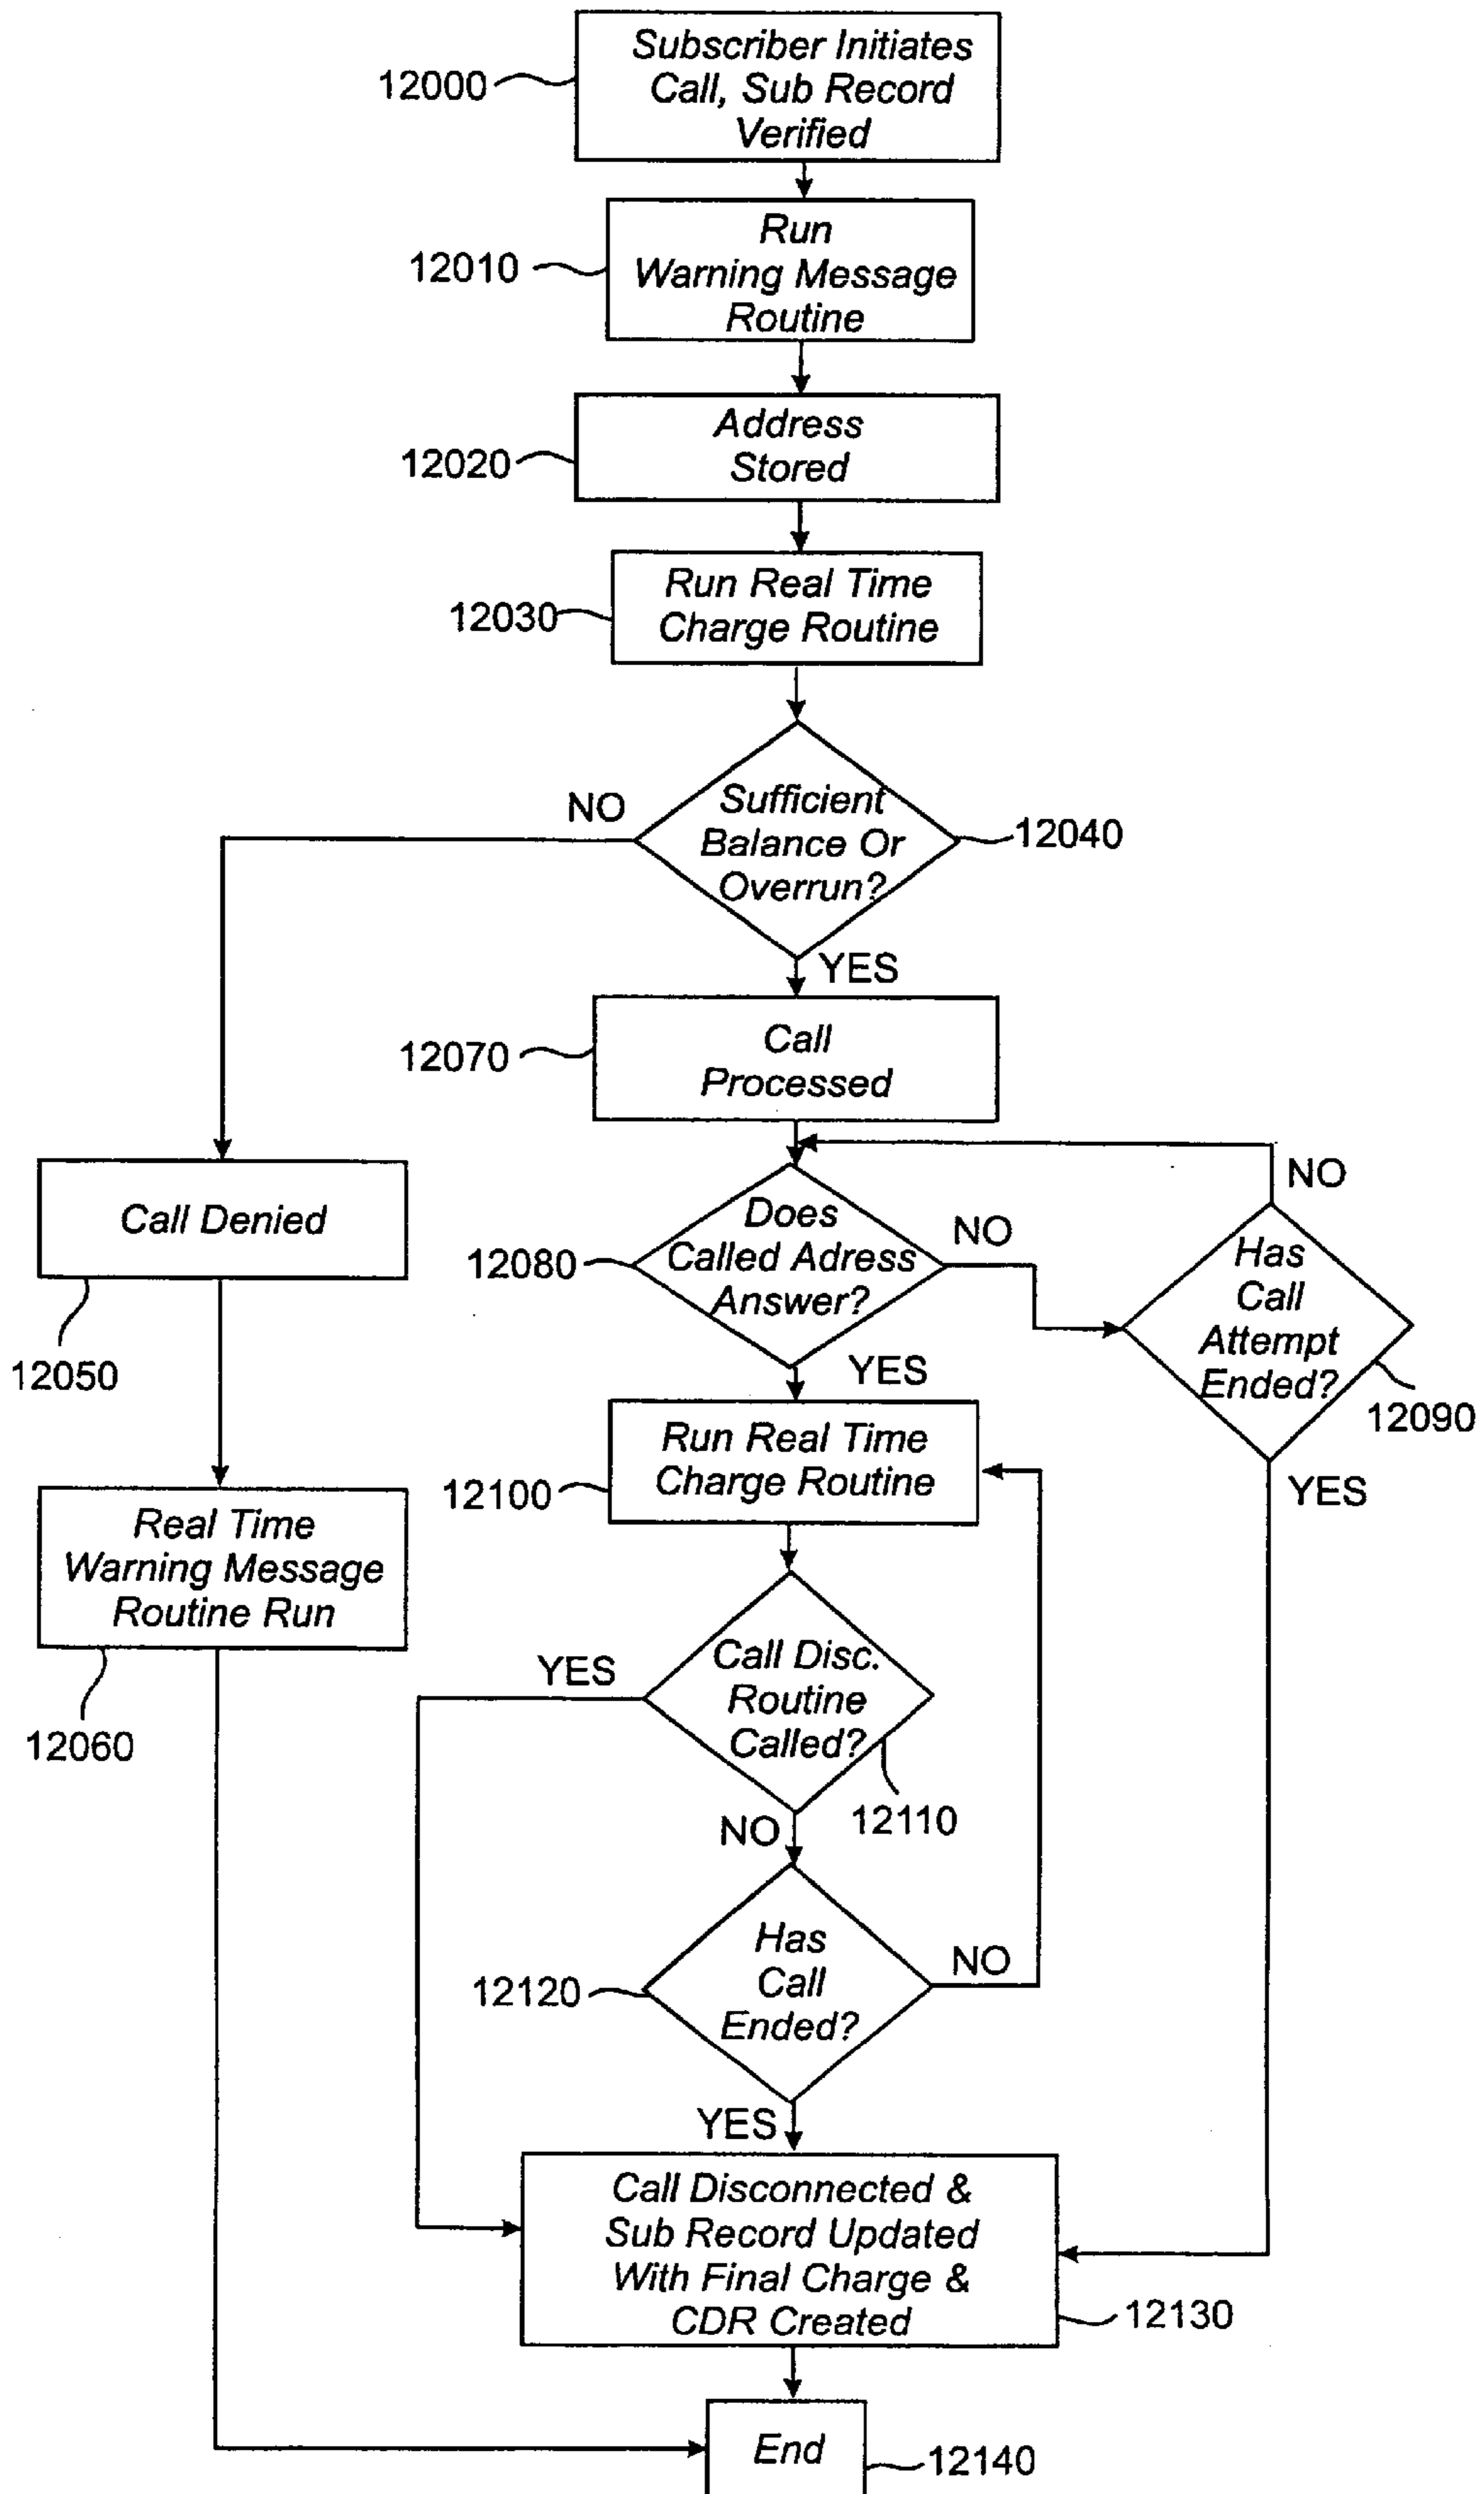 Subscriber Initiates
Call, Sub Record
Verified
12000
Run
Warning Message
Routine
12010
Address
Stored
12020
Run Real Time
Charge Routine
12030
NO
Sufficient
Balance Or
Overrun?
12040
YES
Call
Processed
12070
Call Denied
12050
Does
Called Adress
Answer?
12080
NO
NO
Has
Call
Attempt
Ended?
12090
YES
YES
Run Real Time
Charge Routine
12100
Real Time
Warning Message
Routine Run
12060
YES
Call Disc.
Routine
Called?
12110
NO
Has
Call
Ended?
12120
NO
YES
Call Disconnected &
Sub Record Updated
With Final Charge &
CDR Created
12130
End
12140